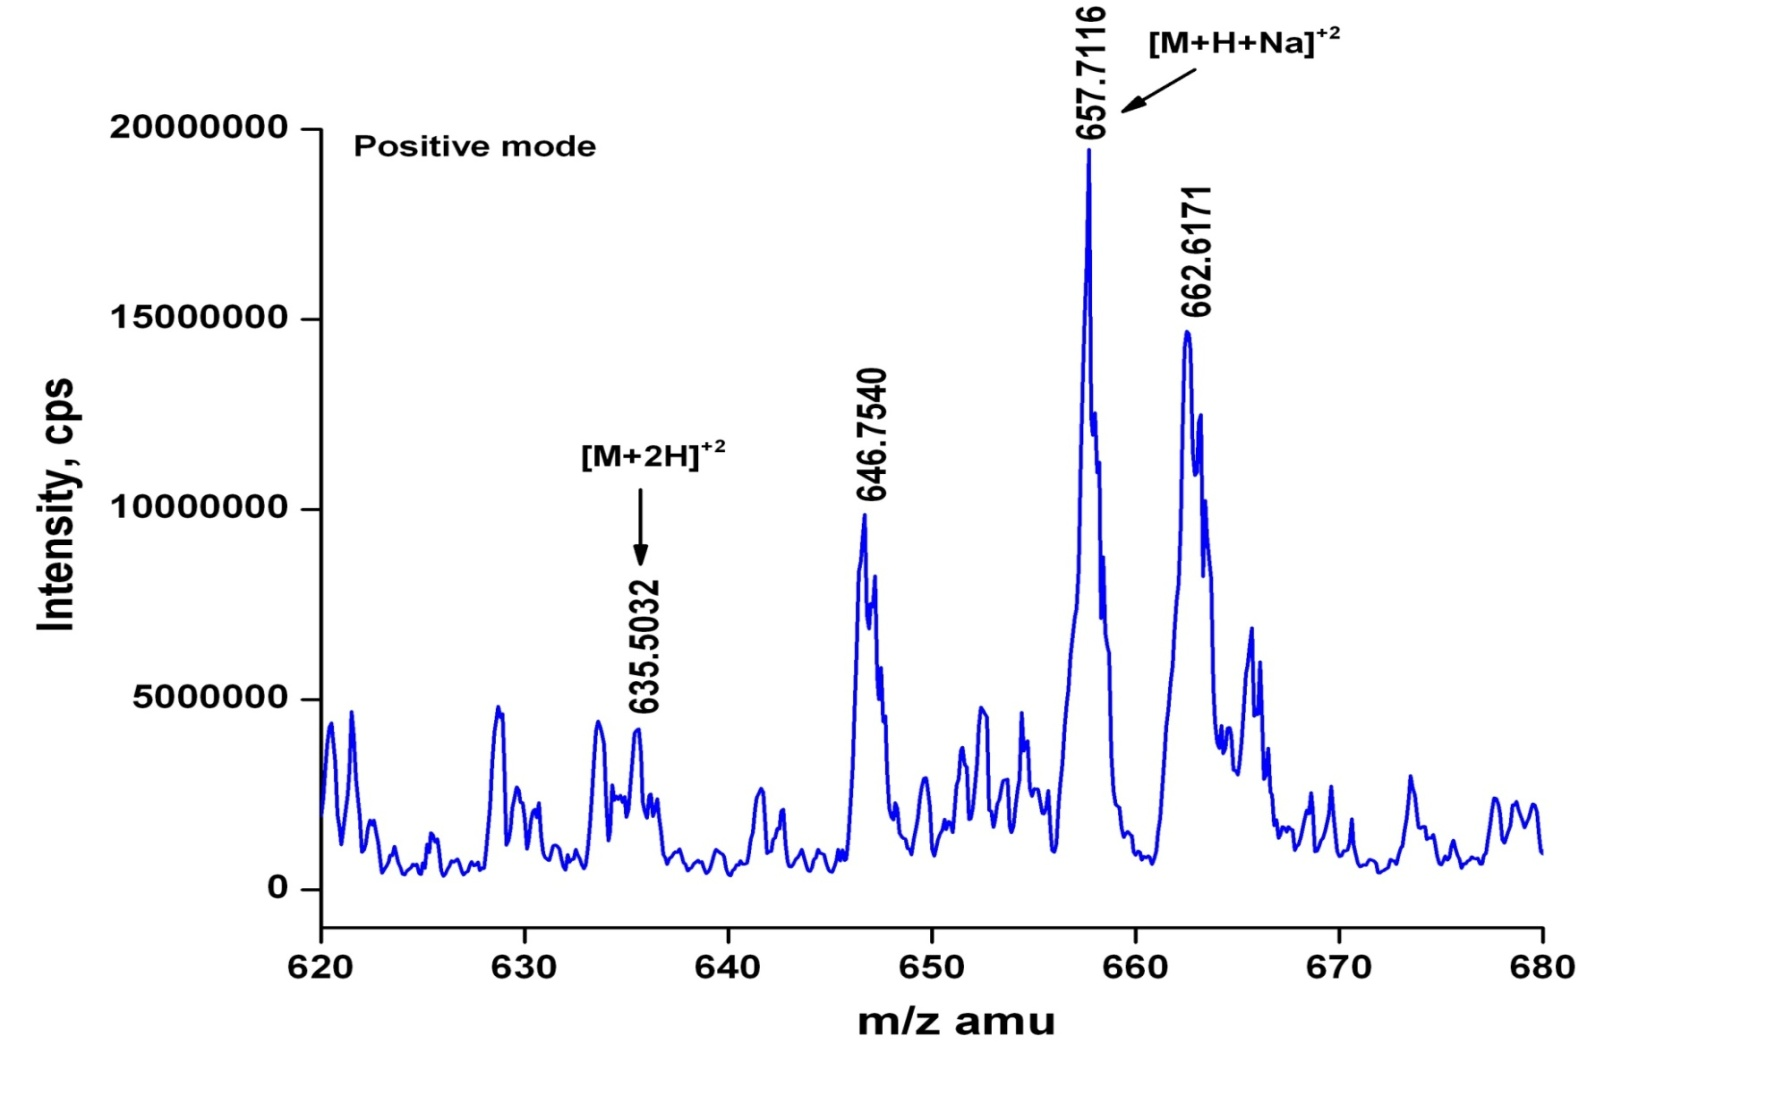 657.7116
[M+H+Na]+2
20000000
Positive mode
662.6171
15000000
646.7540
[M+2H]+2
10000000
635.5032
5000000
0
Intensity, cps
620 630 640 650 660 670 680
m/z amu